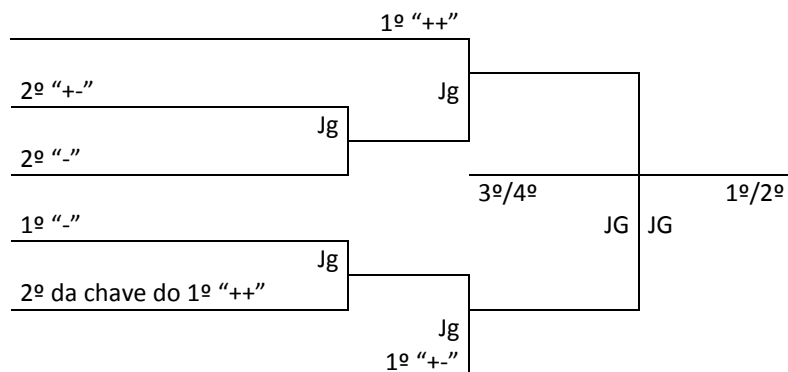 1º “++”
2º “+-”
Jg
Jg
2º “-”
3º/4º
1º/2º
1º “-”
JG
JG
Jg
2º da chave do 1º “++”
Jg
1º “+-”